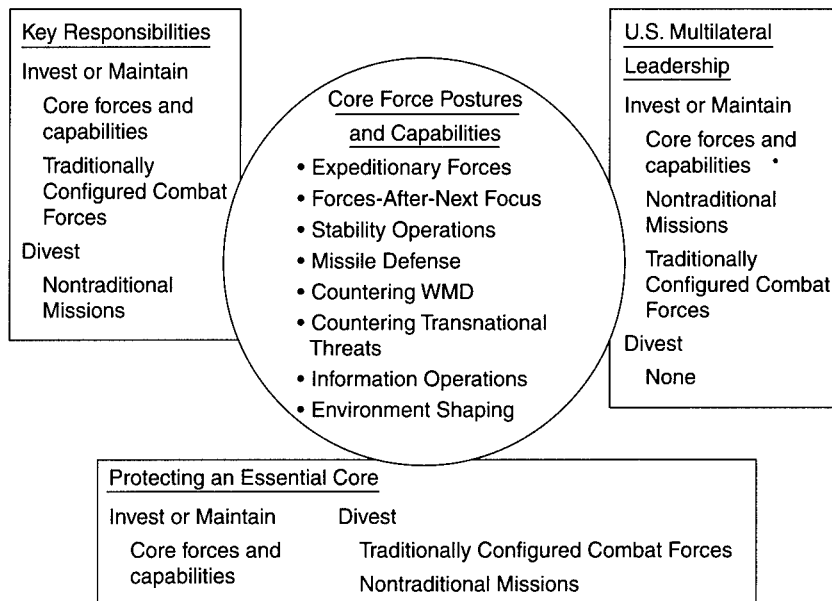 Key Responsibilities
Invest or Maintain
Core forces and
capabilities
Traditionally
Configured Combat
Forces
Divest
Nontraditional
Missions
Core Force Postures
and Capabilities
• Expeditionary Forces
• Forces-After-Next Focus
• Stability Operations
• Missile Defense
• Countering WMD
• Countering Transnational
Threats
• Information Operations
• Environment Shaping
U.S. Multilateral
Leadership
Invest or Maintain
Core forces and
capabilities
Nontraditional
Missions
Traditionally
Configured Combat
Forces
Divest
None
Protecting an Essential Core
Invest or Maintain
Core forces and
capabilities
Divest
Traditionally Configured Combat Forces
Nontraditional Missions